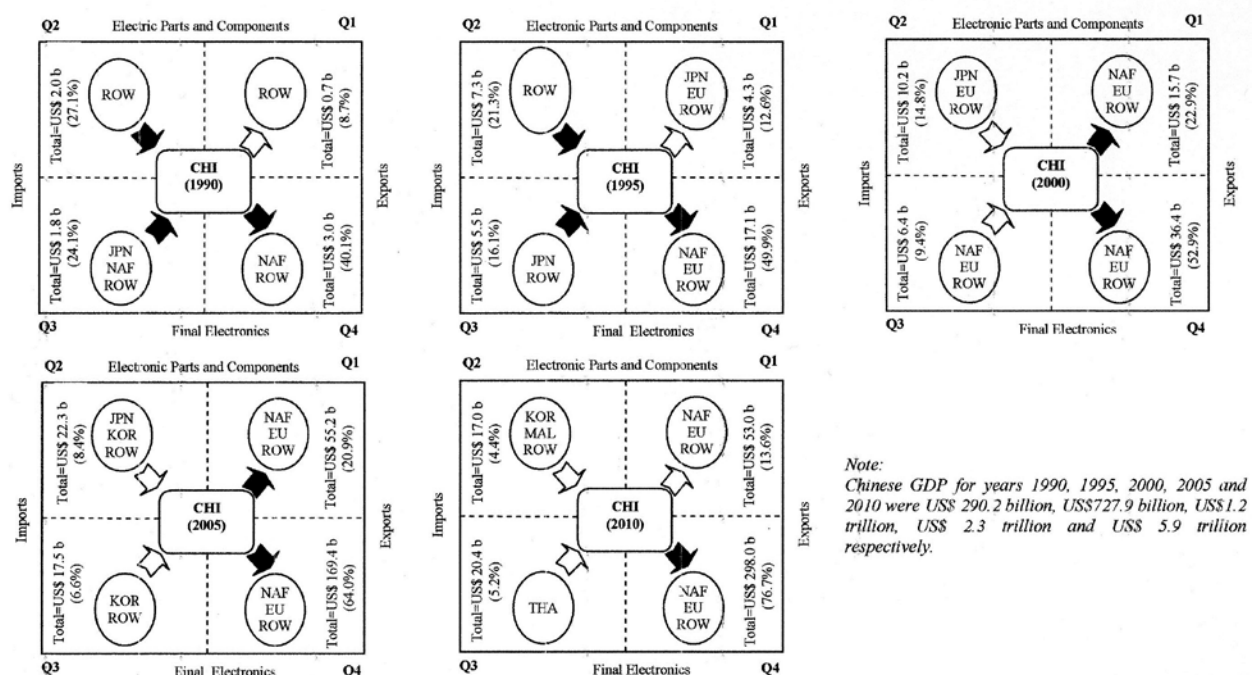 Q2 Electric Parts and Components Q1
Imports
Total=US$ 2.0 b
(27.1%)
ROW
ROW
Total=US$ 0.7 b
(8.7%)
CHI
(1990)
Total=US$ 1.8 b
(24.1%)
JPN
NAF
ROW
NAF
ROW
Total=US$ 3.0 b
(40.1%)
Exports
Q3 Final Electronics Q4
Q2 Electronic Parts and Components Q1
Imports
Total=US$ 7.3 b
(21.3%)
ROW
JPN
EU
ROW
Total=US$ 4.3 b
(12.6%)
CHI
(1995)
Total=US$ 5.5 b
(16.1%)
JPN
ROW
NAF
EU
ROW
Total=US$ 17.1 b
(49.9%)
Exports
Q3 Final Electronics Q4
Q2 Electronic Parts and Components Q1
Imports
Total=US$ 10.2 b
(14.8%)
JPN
EU
ROW
NAF
EU
ROW
Total=US$ 15.7 b
(22.9%)
CHI
(2000)
Total=US$ 6.4 b
(9.4%)
NAF
EU
ROW
NAF
EU
ROW
Total=US$ 36.4 b
(52.9%)
Exports
Q3 Final Electronics Q4
Q2 Electronic Parts and Components Q1
Imports
Total=US$ 22.3 b
(8.4%)
JPN
KOR
ROW
NAF
EU
ROW
Total=US$ 55.2 b
(20.9%)
CHI
(2005)
Total=US$ 17.5 b
(6.6%)
KOR
ROW
NAF
EU
ROW
Total=US$ 169.4 b
(64.0%)
Exports
Q3 Final Electronics Q4
Q2 Electronic Parts and Components Q1
Imports
Total=US$ 17.0 b
(4.4%)
KOR
MAL
ROW
NAF
EU
ROW
Total=US$ 53.0 b
(13.6%)
CHI
(2010)
Total=US$ 20.4 b
(5.2%)
THA
NAF
EU
ROW
Total=US$ 298.0 b
(76.7%)
Exports
Q3 Final Electronics Q4
Note:
Chinese GDP for years 1990, 1995, 2000, 2005 and
2010 were US$ 290.2 billion, US$727.9 billion, US$1.2
trillion, US$ 2.3 trillion and US$ 5.9 trillion
respectively.